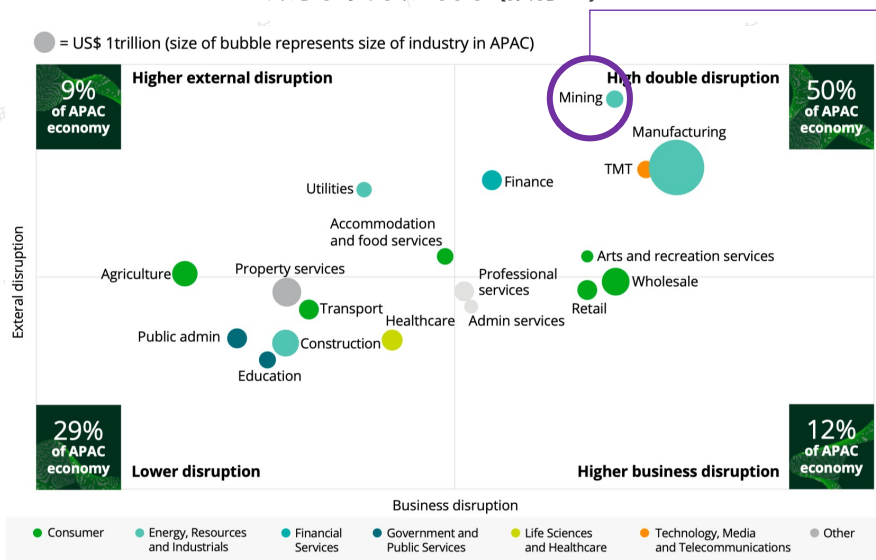 = US$ 1trillion (size of bubble represents size of industry in APAC)
9%
of APAC
economy
Higher external disruption
High double disruption
50%
of APAC
economy
Mining
Manufacturing
TMT
Utilities
Finance
Accommodation
and food services
Arts and recreation services
Agriculture
Property services
Professional
services
Wholesale
Retail
Transport
Healthcare
Admin services
Public admin
Construction
Education
Exteral disruption
29%
of APAC
economy
Lower disruption
Higher business disruption
12%
of APAC
economy
Business disruption
Consumer
Energy, Resources
and Industrials
Financial
Services
Government and
Public Services
Life Sciences
and Healthcare
Technology, Media
and Telecommunications
Other